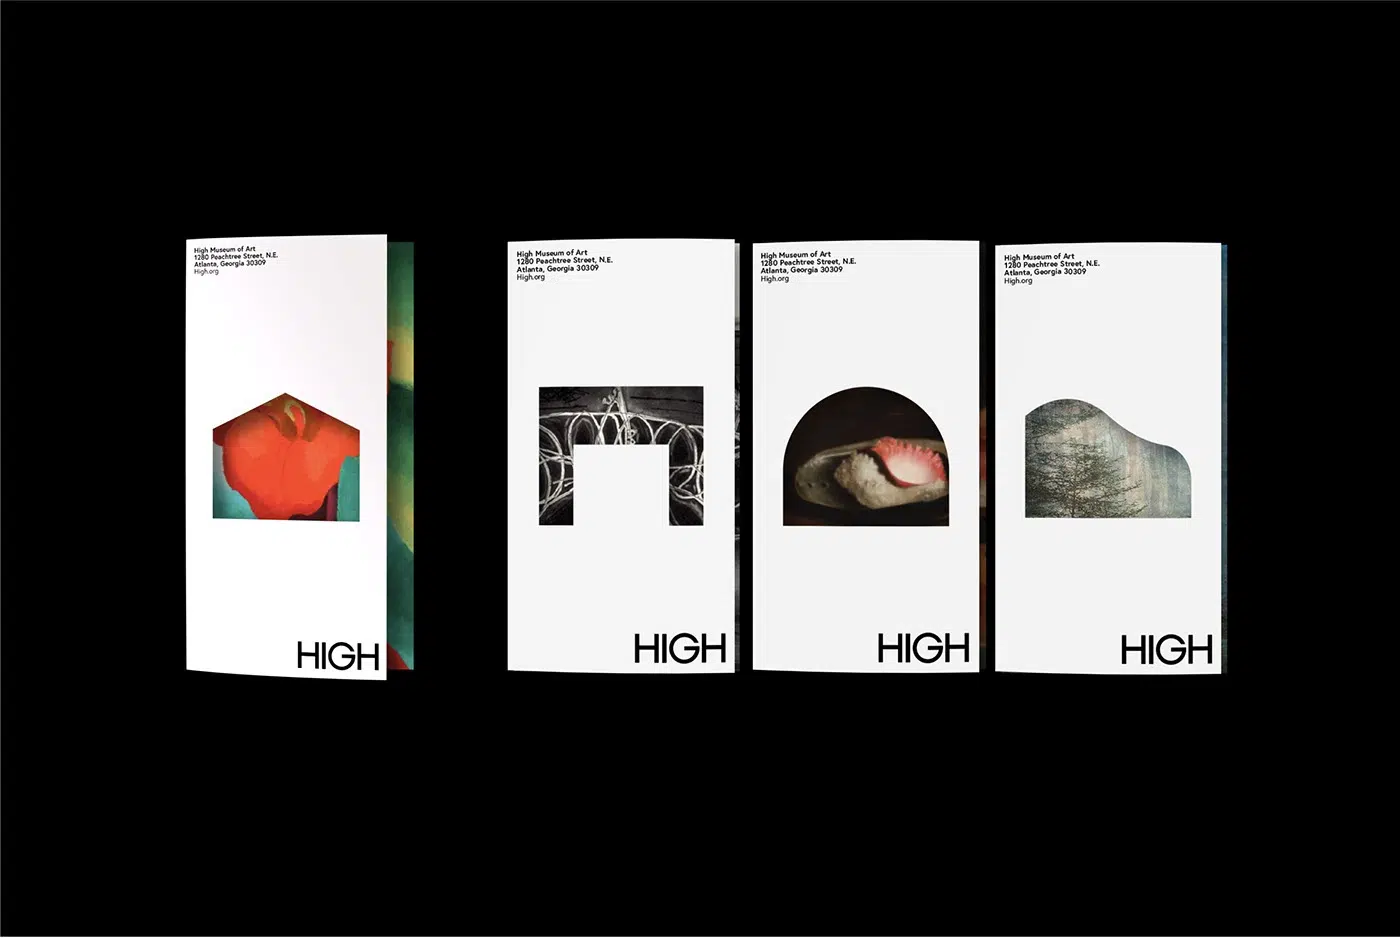 High Museum of Art
1280 Peachtree Street, N.E.
Atlanta, Georgia 30309
High.org
HIGH
High Museum of Art
1280 Peachtree Street, N.E.
Atlanta, Georgia 30309
High.org
HIGH
High Museum of Art
1280 Peachtree Street, N.E.
Atlanta, Georgia 30309
High.org
HIGH
High Museum of Art
1280 Peachtree Street, N.E.
Atlanta, Georgia 30309
High.org
HIGH